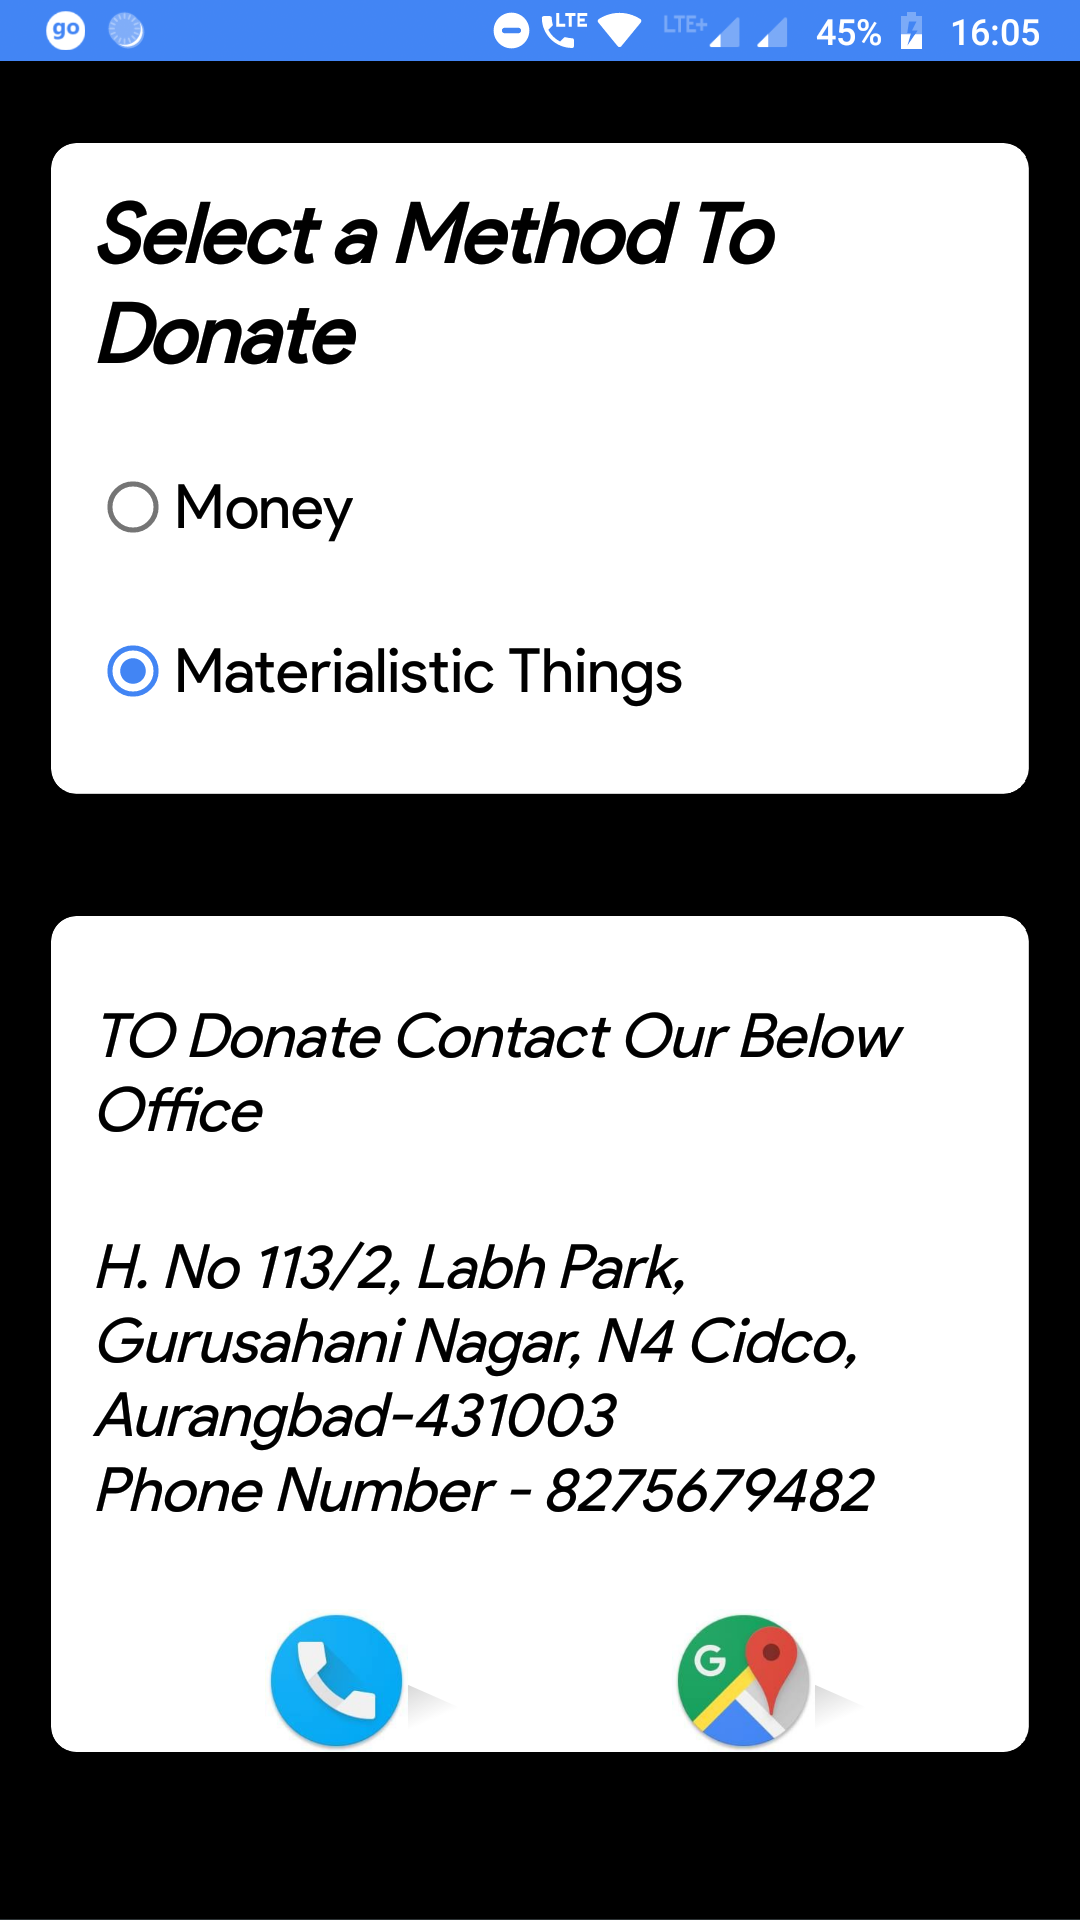 go LTE LTE+ 45% 16:05
Select a Method To
Donate
Money
Materialistic Things
TO Donate Contact Our Below
Office
H. No 113/2, Labh Park,
Gurusahani Nagar, N4 Cidco,
Aurangbad-431003
Phone Number - 8275679482
G